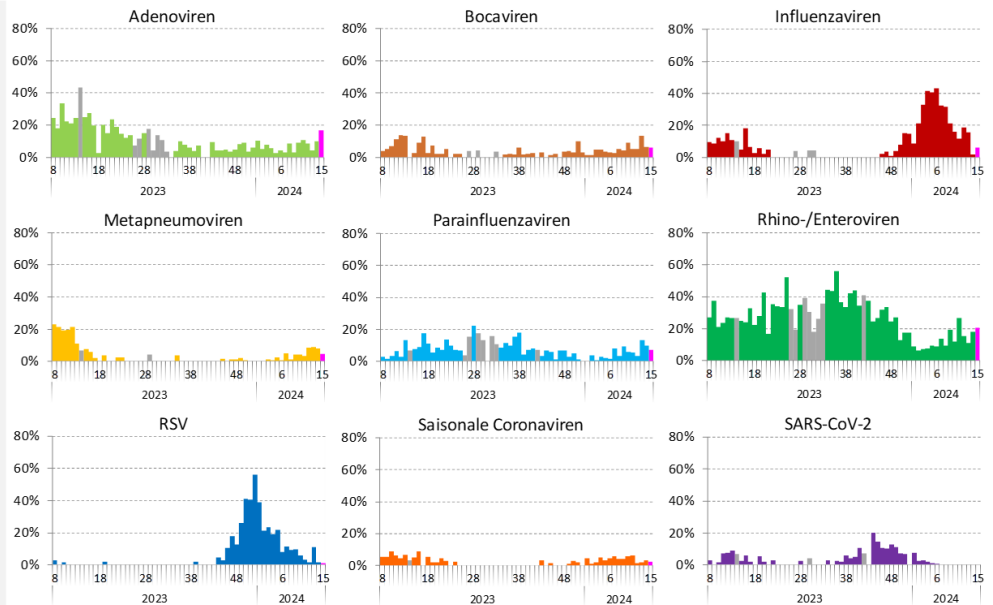 Adenoviren Bocaviren Influenzaviren
80% 80% 80%
60% 60% 60%
40% 40% 40%
20% 20% 20%
0% 0% 0%
8 18 28 38 48 6 15 8 18 28 38 48 6 15 8 18 28 38 48 6 15
2023 2024 2023 2024 2023 2024
Metapneumoviren Parainfluenzaviren Rhino-/Enteroviren
80% 80% 80%
60% 60% 60%
40% 40% 40%
20% 20% 20%
0% 0% 0%
8 18 28 38 48 6 15 8 18 28 38 48 6 15 8 18 28 38 48 6 15
2023 2024 2023 2024 2023 2024
RSV Saisonale Coronaviren SARS-CoV-2
80% 80% 80%
60% 60% 60%
40% 40% 40%
20% 20% 20%
0% 0% 0%
8 18 28 38 48 6 15 8 18 28 38 48 6 15 8 18 28 38 48 6 15
2023 2024 2023 2024 2023 2024